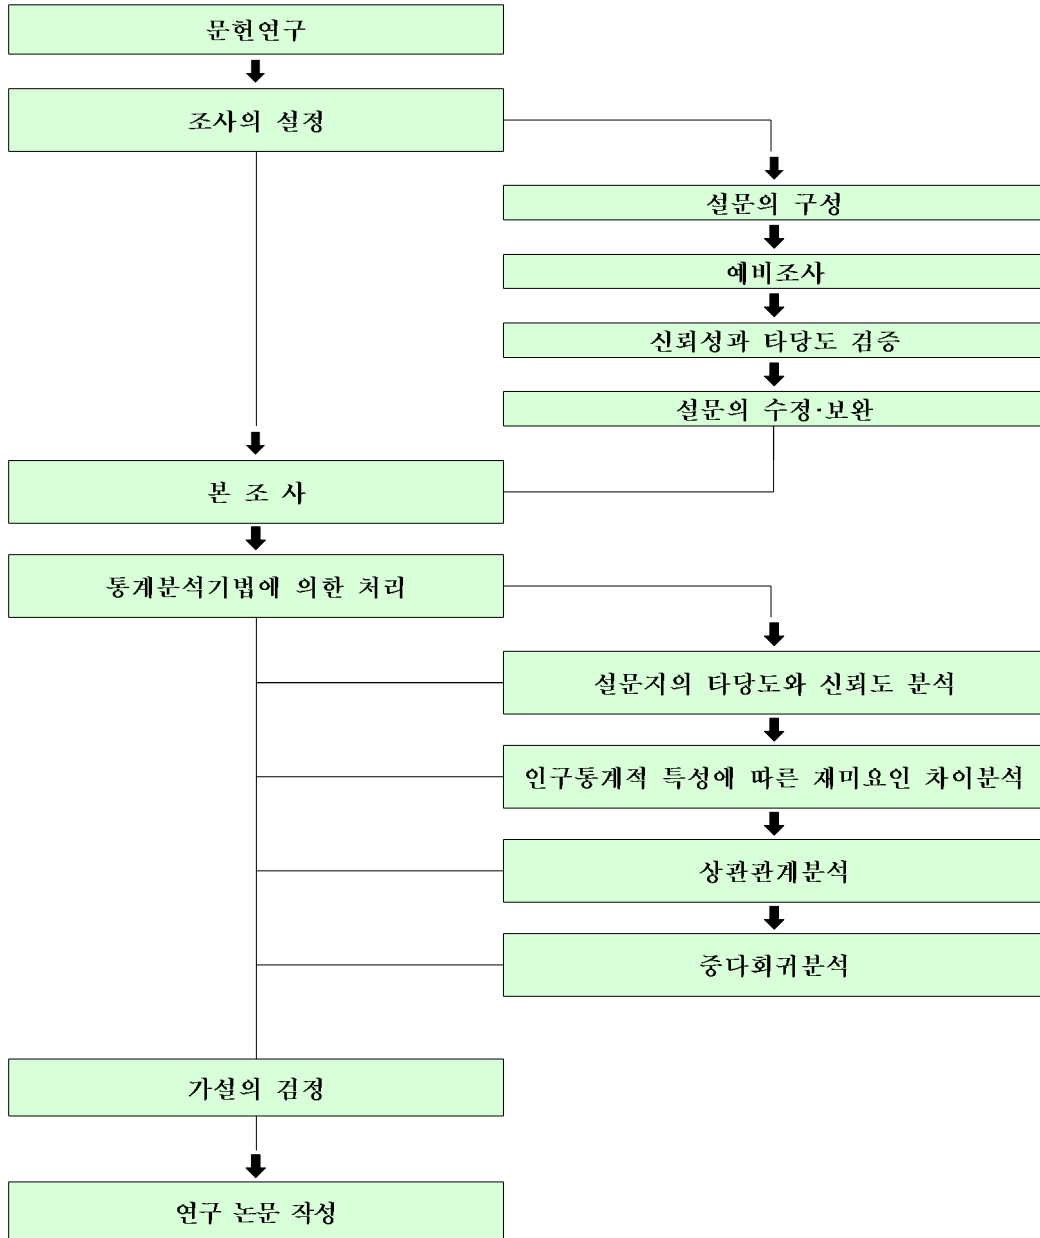 문헌연구
조사의 설정
설문의 구성
예비조사
신뢰성과 타당도 검증
설문의 수정·보완
본 조 사
통계분석기법에 의한 처리
설문지의 타당도와 신뢰도 분석
인구통계적 특성에 따른 재미요인 차이분석
상관관계분석
중다회귀분석
가설의 검정
연구 논문 작성